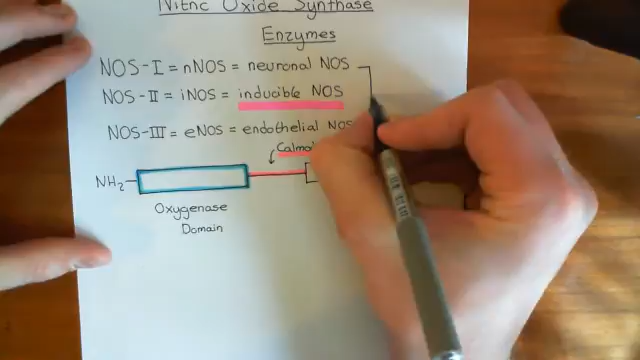 Nitric Oxide Synthase
Enzymes
NOS-I = nNOS = neuronal NOS
NOS-II = iNOS = inducible NOS
NOS-III = eNOS = endothelial NOS
NH₂
Oxygenase
Domain